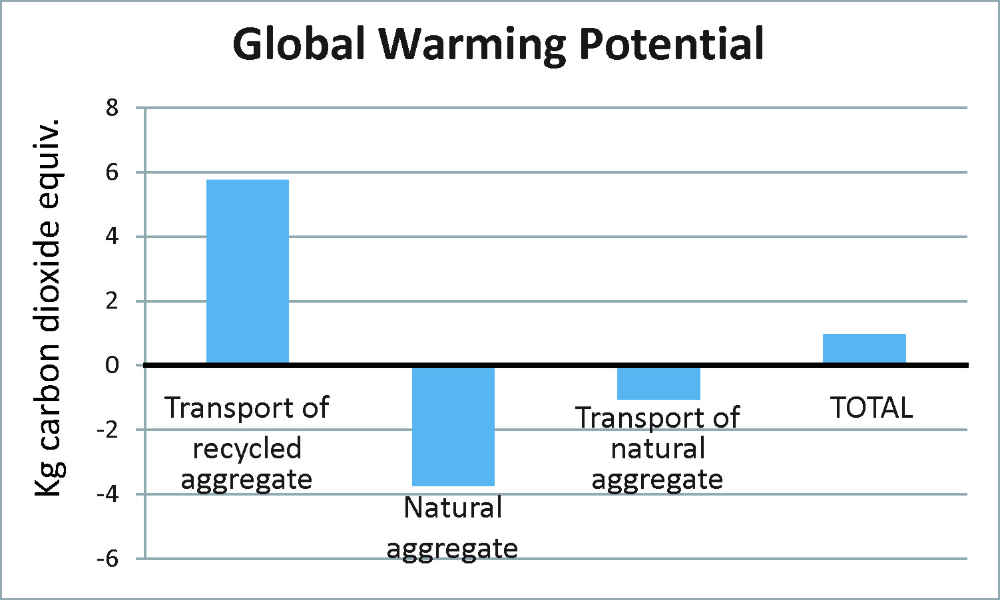 Global Warming Potential
Kg carbon dioxide equiv.
8
6
4
2
0
-2
-4
-6
Transport of
recycled
aggregate
Natural
aggregate
Transport of
natural
aggregate
TOTAL